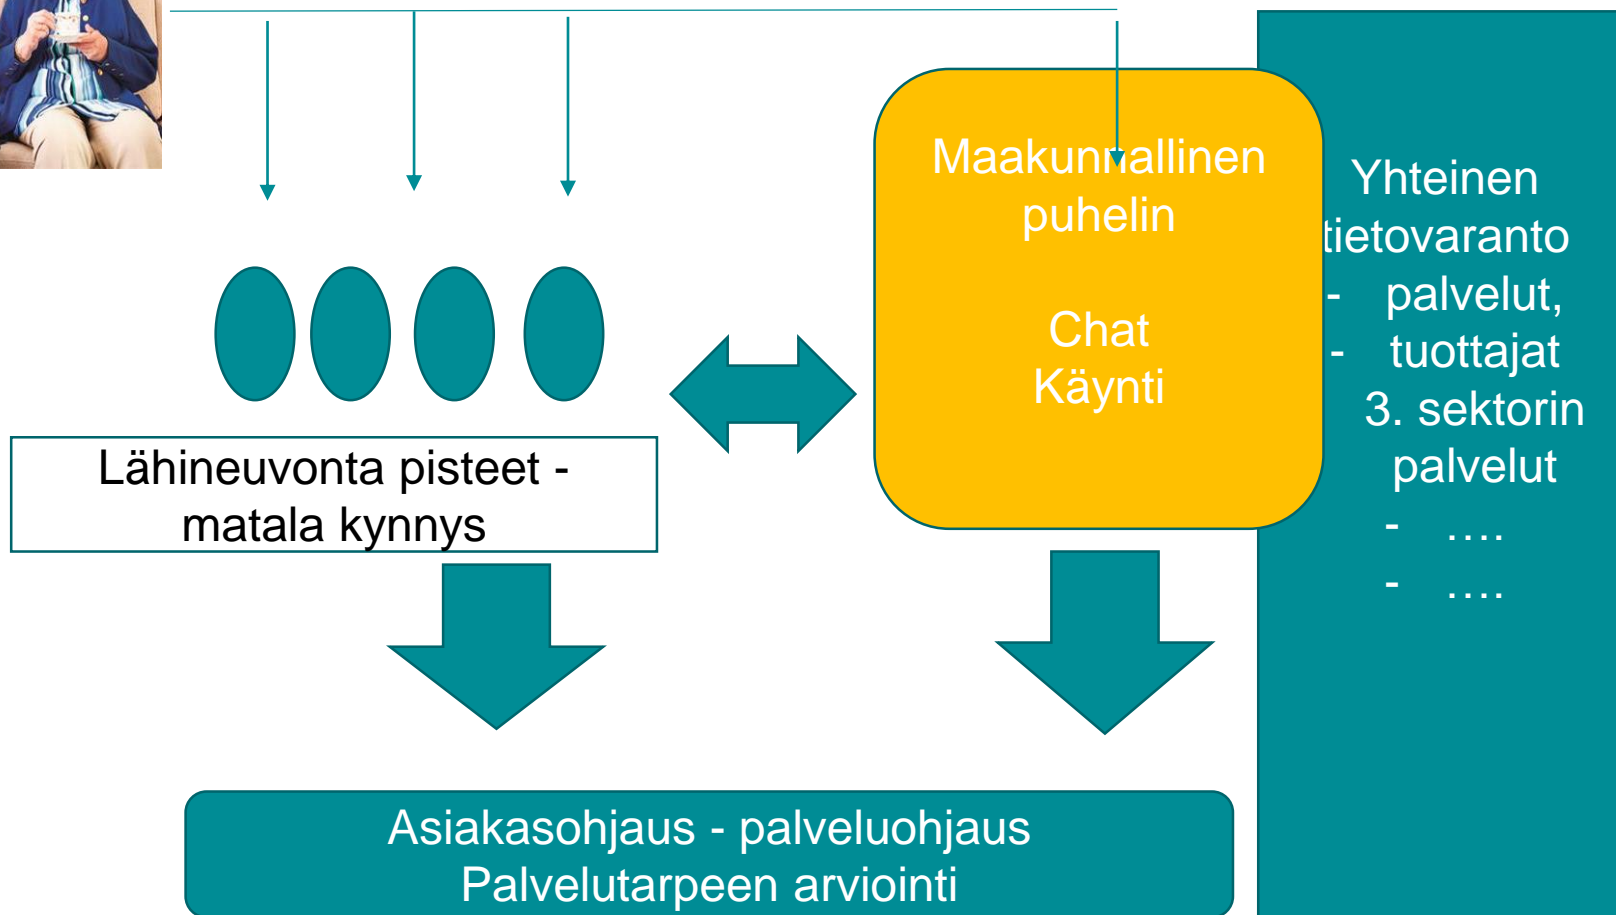 Lähineuvonta pisteet -
matala kynnys
Maakunnallinen
puhelin
Chat
Käynti
Yhteinen
tietovaranto
- palvelut,
- tuottajat
3. sektorin
palvelut
- ....
- ....
Asiakasohjaus - palveluohjaus
Palvelutarpeen arviointi